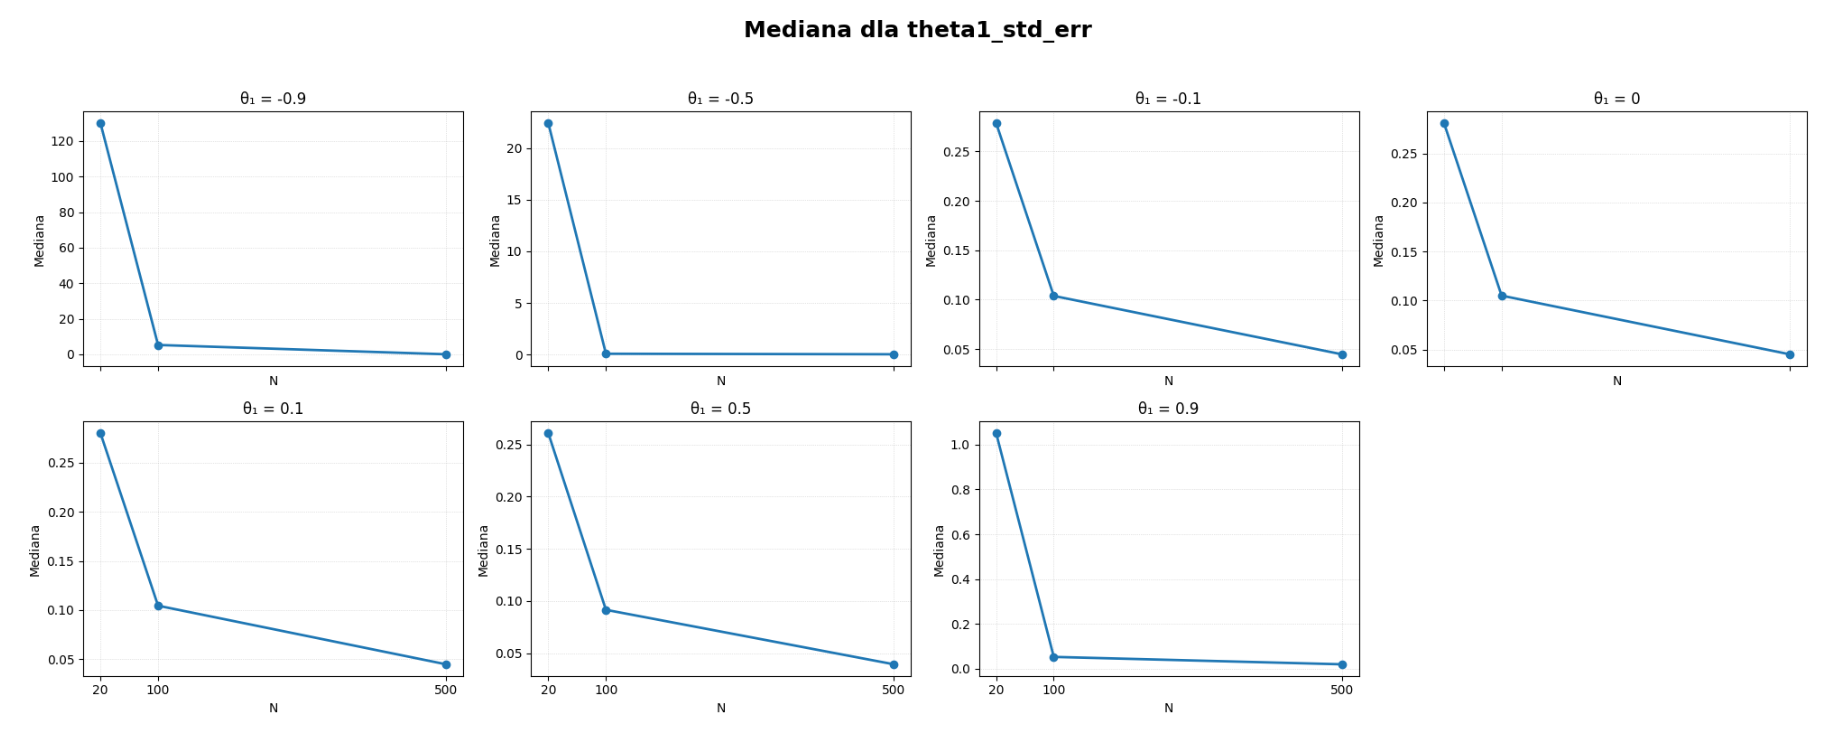 Mediana dla theta1_std_err
θ₁ = -0.9
120
100
80
60
40
20
0
Mediana
N
θ₁ = -0.5
20
15
10
5
0
Mediana
N
θ₁ = -0.1
0.25
0.20
0.15
0.10
0.05
Mediana
N
θ₁ = 0
0.25
0.20
0.15
0.10
0.05
Mediana
N
θ₁ = 0.1
0.25
0.20
0.15
0.10
0.05
Mediana
20 100 500
N
θ₁ = 0.5
0.25
0.20
0.15
0.10
0.05
Mediana
20 100 500
N
θ₁ = 0.9
1.0
0.8
0.6
0.4
0.2
0.0
Mediana
20 100 500
N